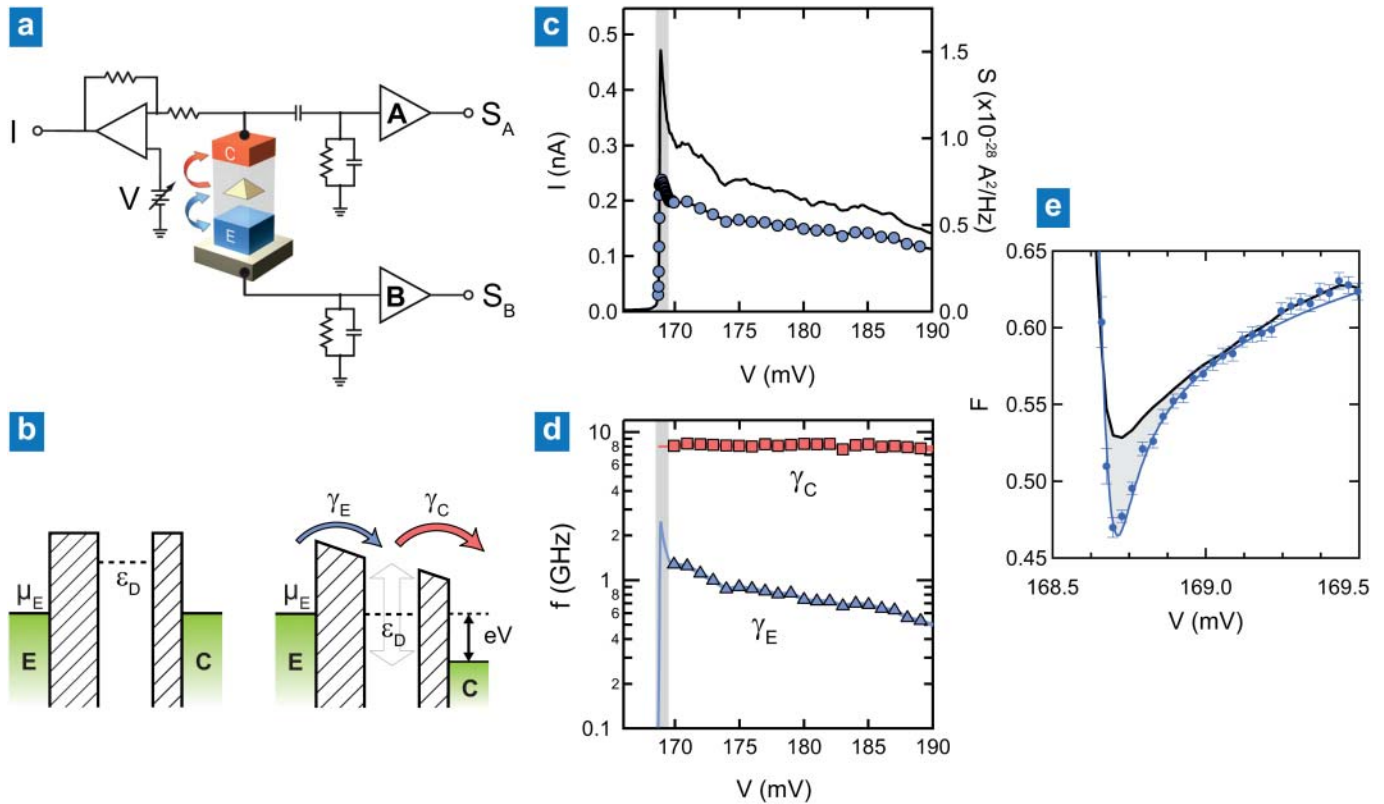 a
I
V
C
E
A
S_A
B
S_B
b
μ_E
ε_D
E
C
γ_E
γ_C
μ_E
ε_D
eV
E
C
c
I (nA)
0.5
0.4
0.3
0.2
0.1
0.0
S (x10⁻²⁸ A²/Hz)
1.5
1.0
0.5
0.0
170 175 180 185 190
V (mV)
d
f (GHz)
10
8
6
4
2
1
8
6
4
2
0.1
γ_C
γ_E
170 175 180 185 190
V (mV)
e
F
0.65
0.60
0.55
0.50
0.45
168.5 169.0 169.5
V (mV)